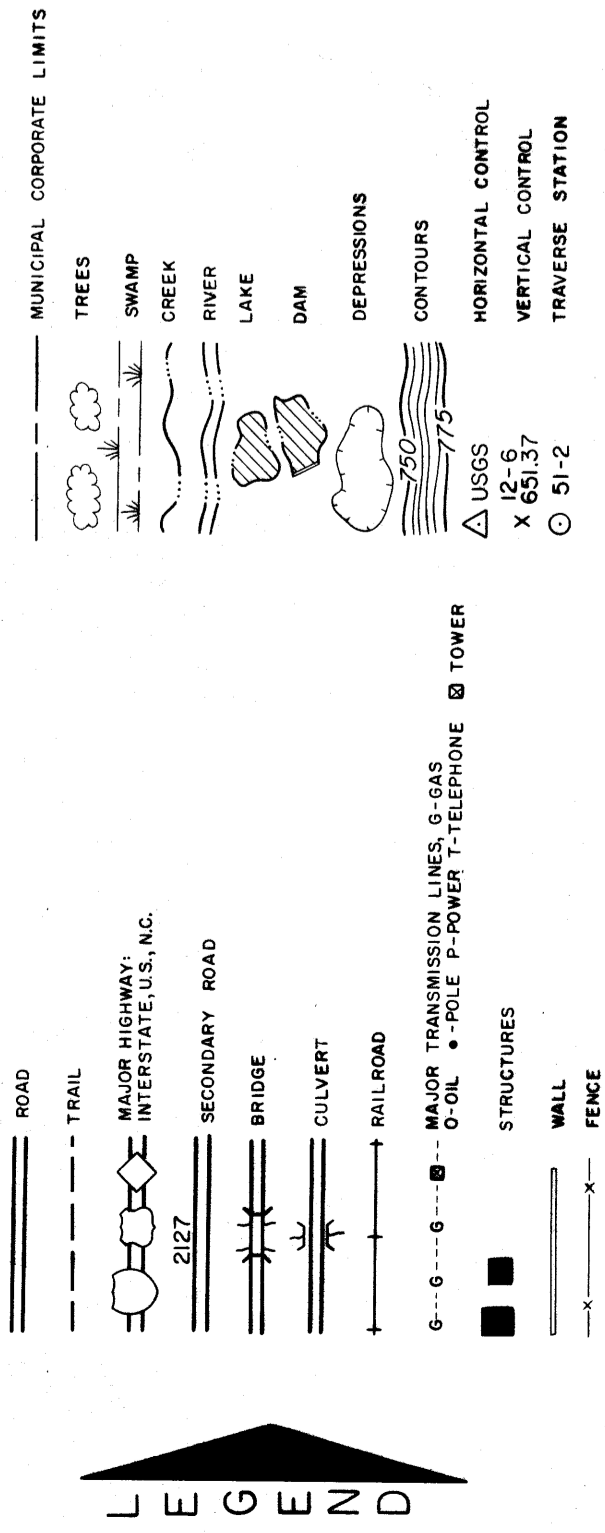 LEGEND
ROAD
TRAIL
MAJOR HIGHWAY:
INTERSTATE, U.S., N.C.
2127
SECONDARY ROAD
BRIDGE
CULVERT
RAILROAD
G---G----G----
MAJOR TRANSMISSION LINES, G-GAS
O-OIL •-POLE P-POWER T-TELEPHONE TOWER
STRUCTURES
WALL
x x FENCE
MUNICIPAL CORPORATE LIMITS
TREES
SWAMP
CREEK
RIVER
LAKE
DAM
DEPRESSIONS
750
CONTOURS
775
USGS HORIZONTAL CONTROL
12-6
X 651.37 VERTICAL CONTROL
51-2 TRAVERSE STATION